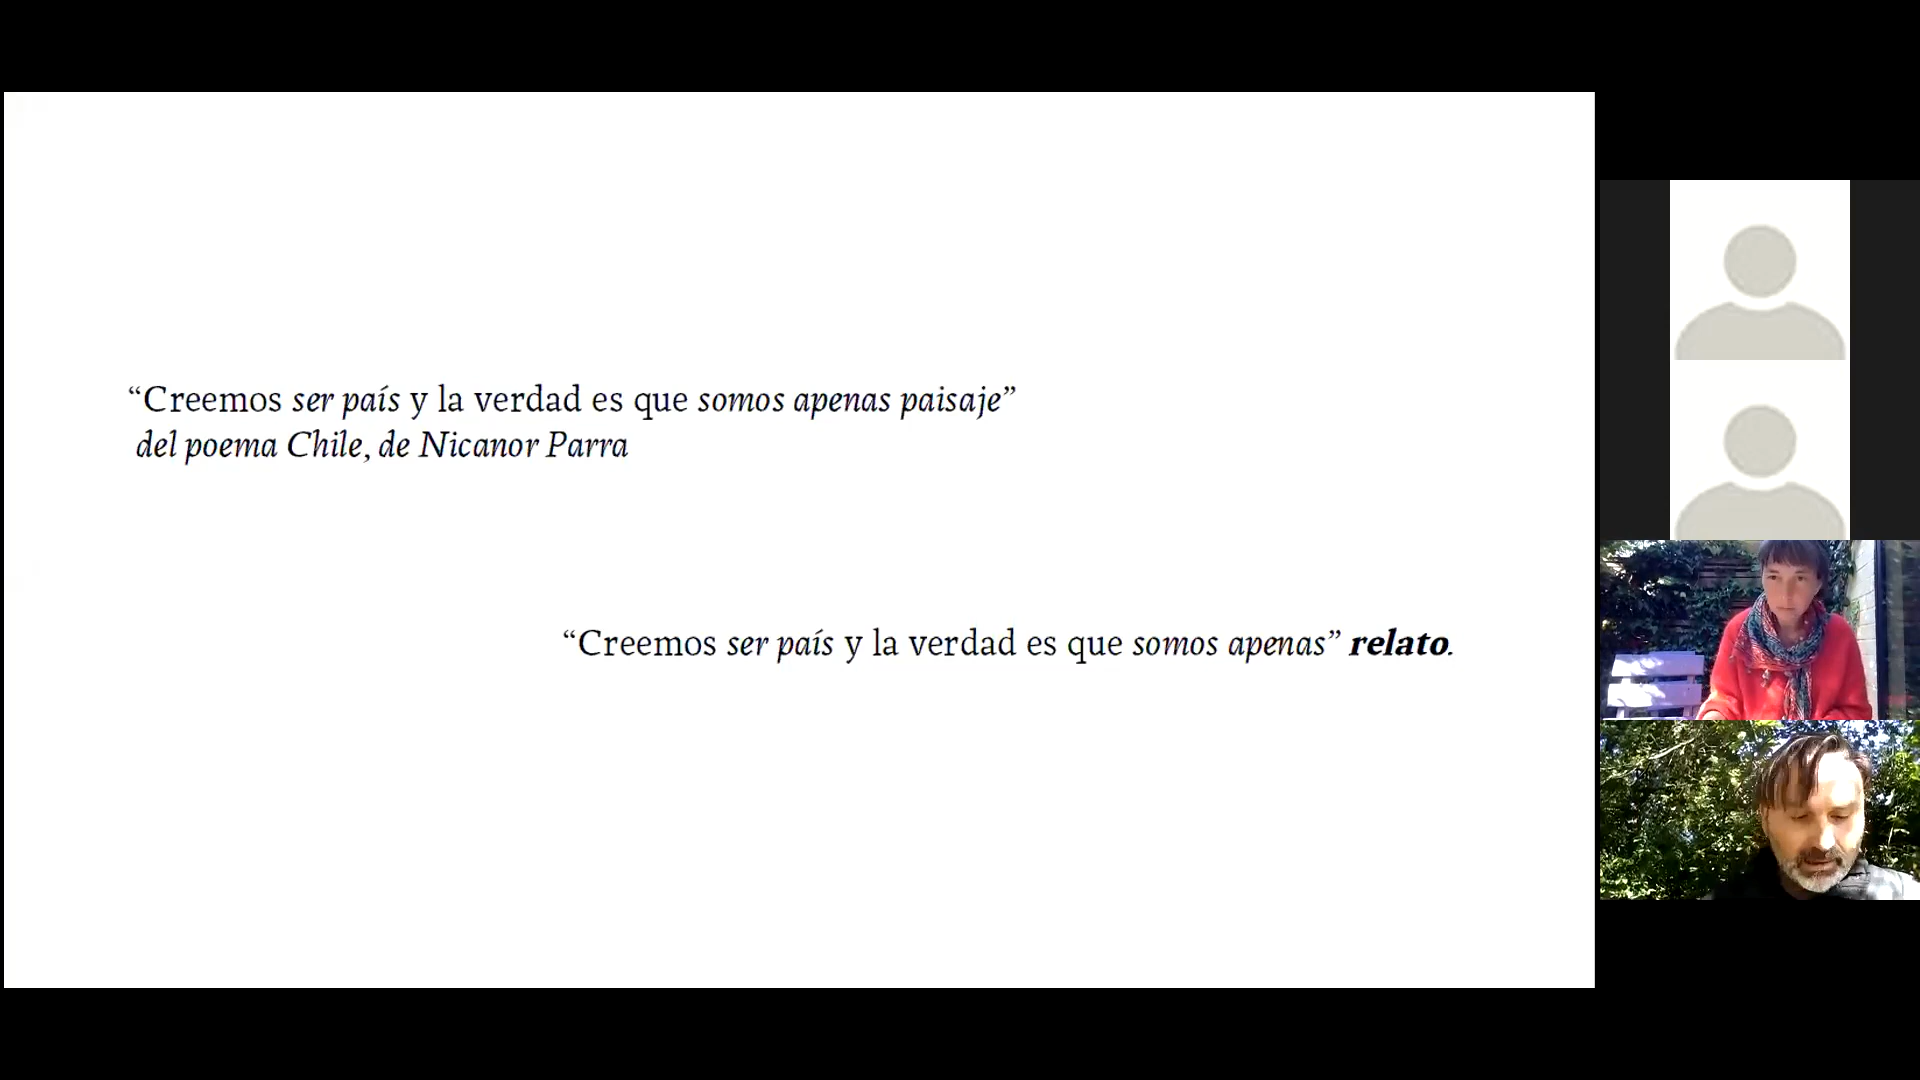 “Creemos ser país y la verdad es que somos apenas paisaje”
del poema Chile, de Nicanor Parra
“Creemos ser país y la verdad es que somos apenas” relato.